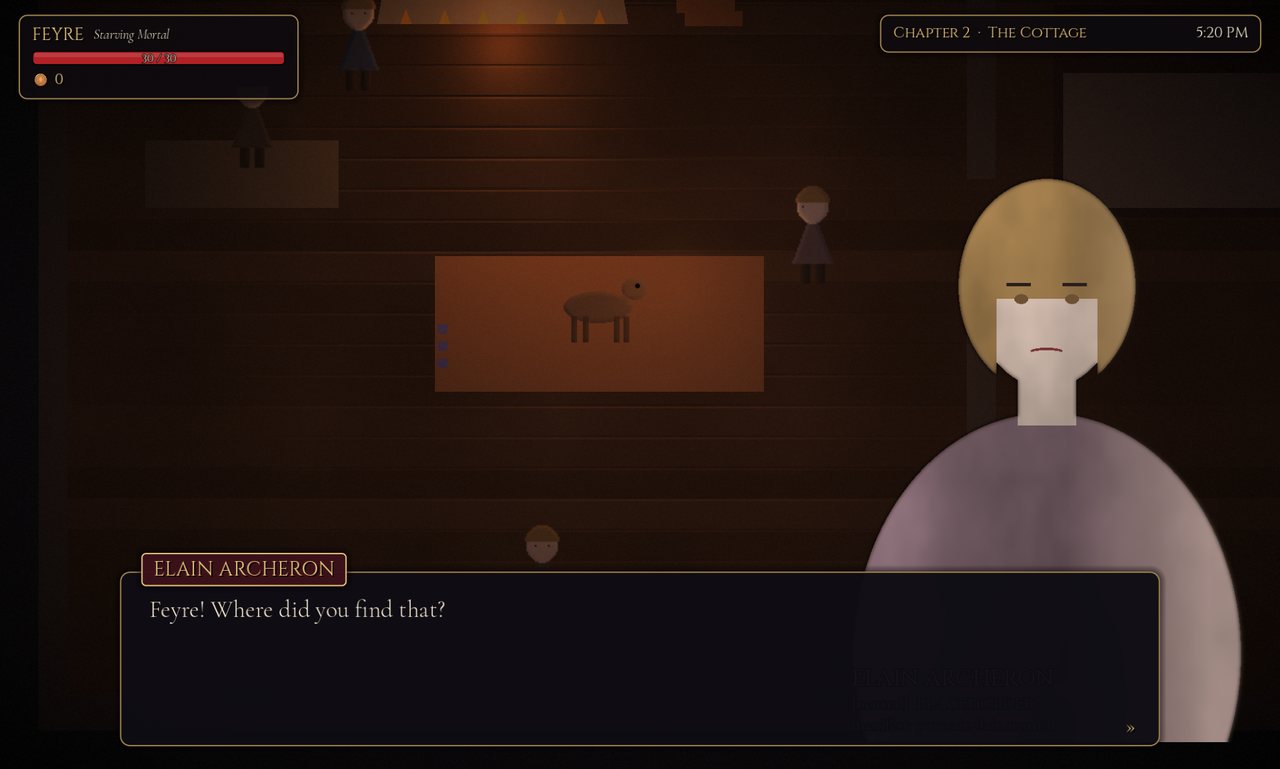 FEYRE Starving Mortal
30 / 30
0
CHAPTER 2 · THE COTTAGE 5:20 PM
ELAIN ARCHERON
Feyre! Where did you find that?
ELAIN ARCHERON
»